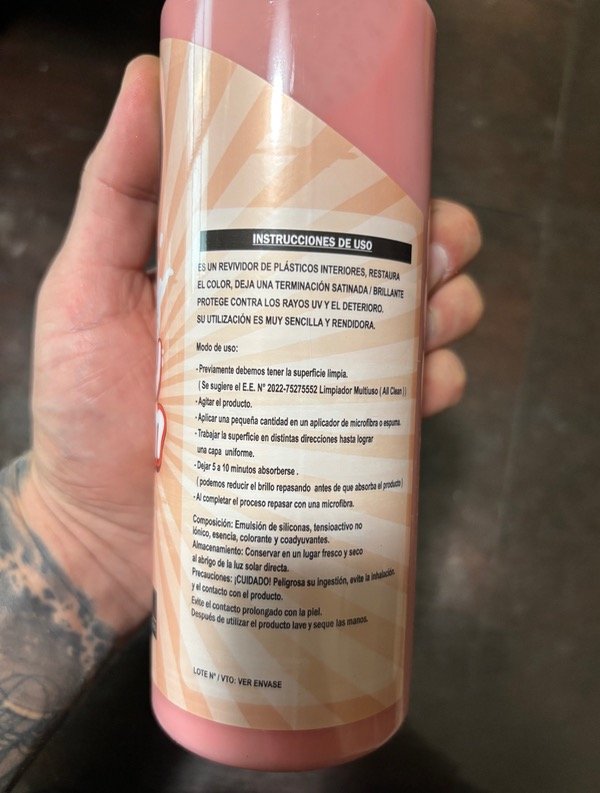 INSTRUCCIONES DE USO
ES UN REVIVIDOR DE PLÁSTICOS INTERIORES, RESTAURA
EL COLOR, DEJA UNA TERMINACIÓN SATINADA / BRILLANTE
PROTEGE CONTRA LOS RAYOS UV Y EL DETERIORO.
SU UTILIZACIÓN ES MUY SENCILLA Y RENDIDORA.
Modo de uso:
- Previamente debemos tener la superficie limpia.
( Se sugiere el E.E. N° 2022-75275552 Limpiador Multiuso ( All Clean ))
- Agitar el producto.
- Aplicar una pequeña cantidad en un aplicador de microfibra o espuma.
- Trabajar la superficie en distintas direcciones hasta lograr
una capa uniforme.
- Dejar 5 a 10 minutos absorberse .
( podemos reducir el brillo repasando antes de que absorba el producto)
- Al completar el proceso repasar con una microfibra.
Composición: Emulsión de siliconas, tensioactivo no
iónico, esencia, colorante y coadyuvantes.
Almacenamiento: Conservar en un lugar fresco y seco
al abrigo de la luz solar directa.
Precauciones: ¡CUIDADO! Peligrosa su ingestión, evite la inhalación,
y el contacto con el producto.
Evite el contacto prolongado con la piel.
Después de utilizar el producto lave y seque las manos.
LOTE N° / VTO: VER ENVASE